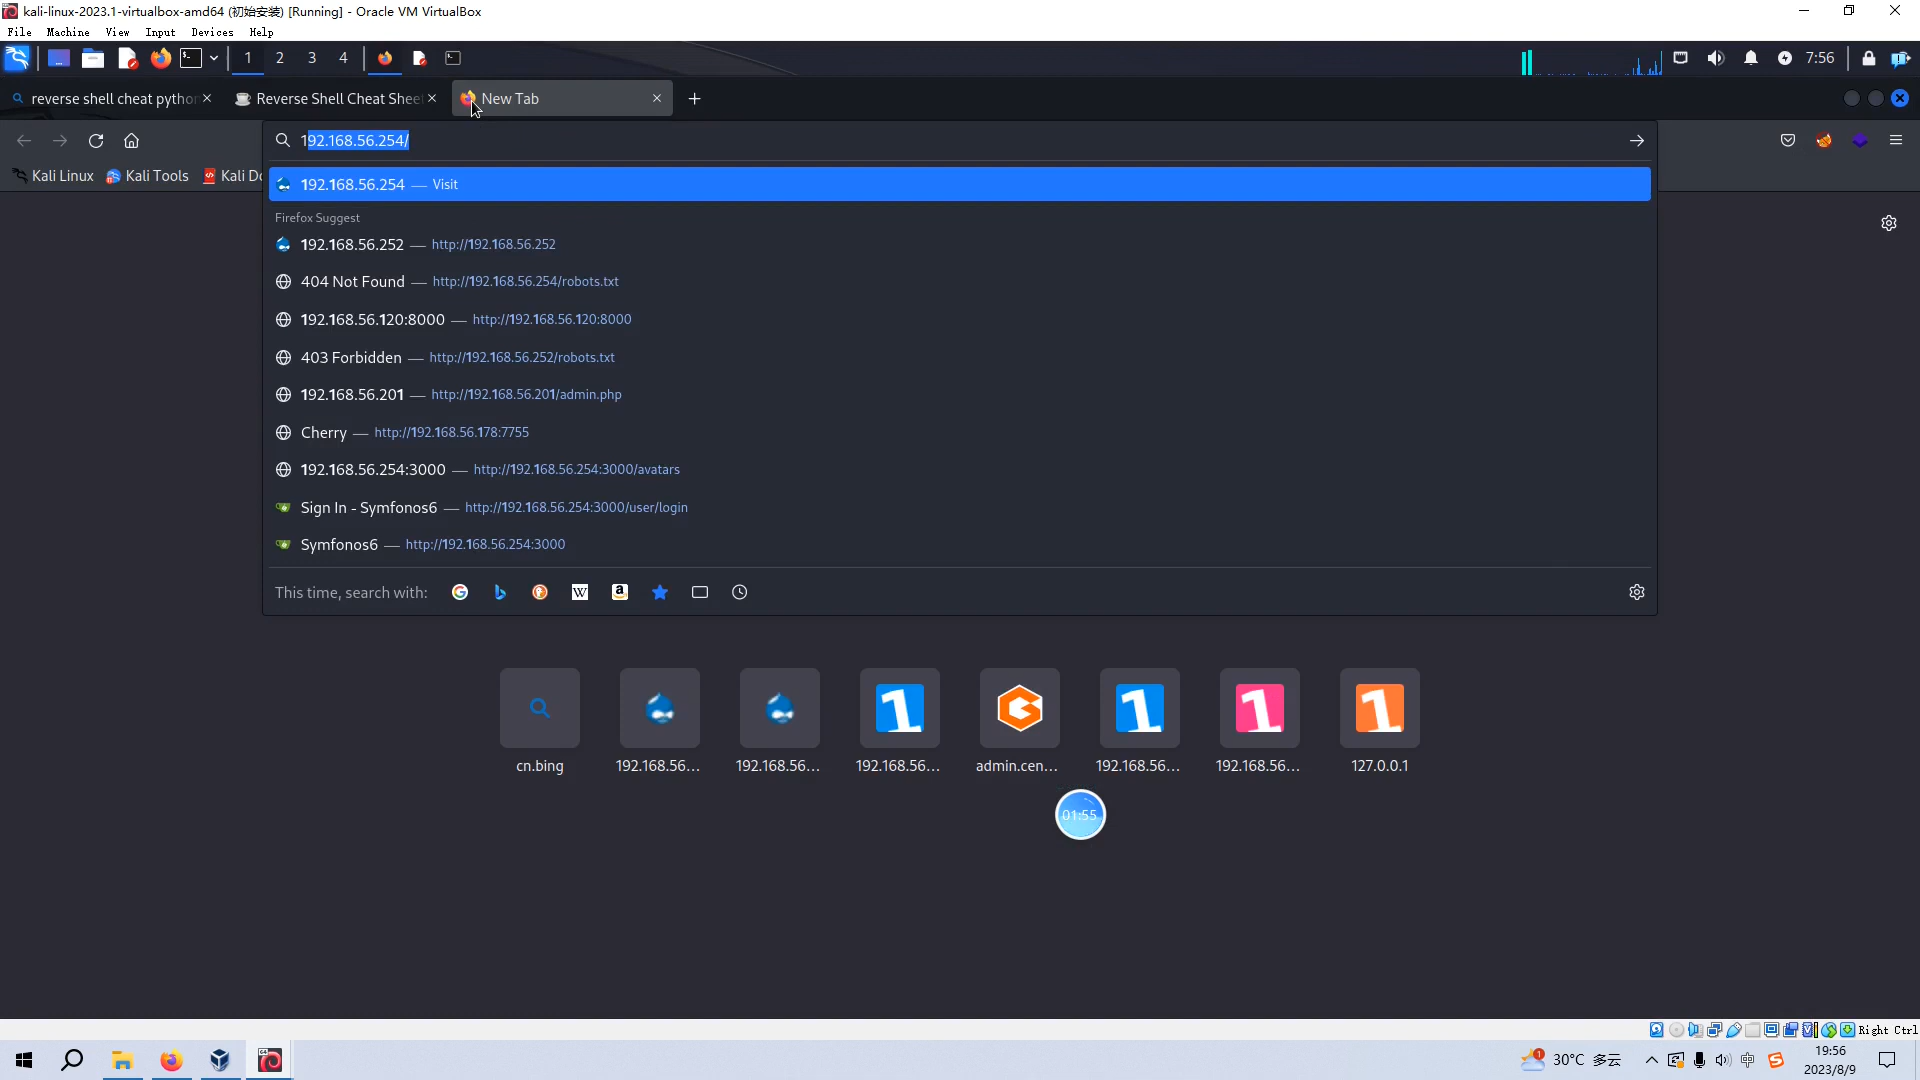 kali-linux-2023.1-virtualbox-amd64 (初始安装) [Running] - Oracle VM VirtualBox
File Machine View Input Devices Help
1 2 3 4 7:56
reverse shell cheat python
Reverse Shell Cheat Shee
New Tab
192.168.56.254/
Kali Linux Kali Tools Kali Do
192.168.56.254 — Visit
Firefox Suggest
192.168.56.252 — http://192.168.56.252
404 Not Found — http://192.168.56.254/robots.txt
192.168.56.120:8000 — http://192.168.56.120:8000
403 Forbidden — http://192.168.56.252/robots.txt
192.168.56.201 — http://192.168.56.201/admin.php
Cherry — http://192.168.56.178:7755
192.168.56.254:3000 — http://192.168.56.254:3000/avatars
Sign In - Symfonos6 — http://192.168.56.254:3000/user/login
Symfonos6 — http://192.168.56.254:3000
This time, search with:
cn.bing 192.168.56... 192.168.56... 192.168.56... admin.cen... 192.168.56... 192.168.56... 127.0.0.1
01:55
Right Ctrl
30°C 多云 中 19:56
2023/8/9